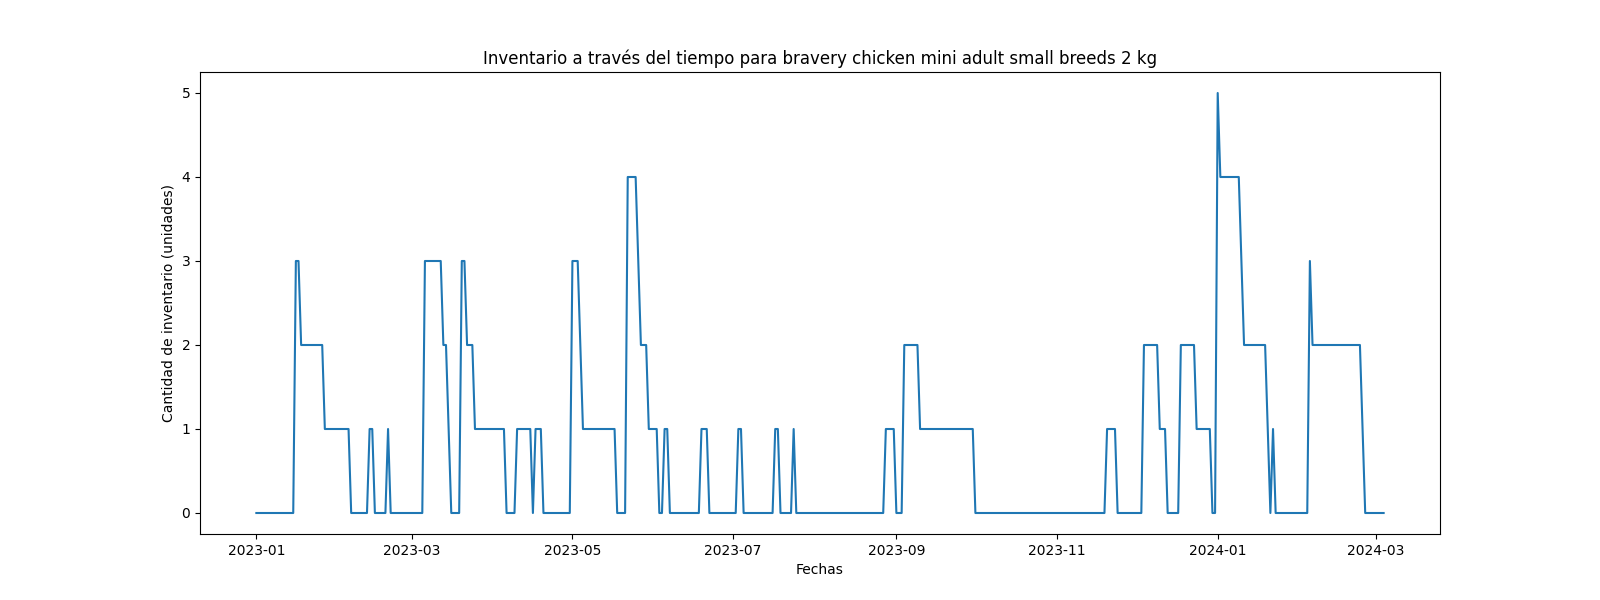 Inventario a través del tiempo para bravery chicken mini adult small breeds 2 kg
Cantidad de inventario (unidades)
5
4
3
2
1
0
2023-01 2023-03 2023-05 2023-07 2023-09 2023-11 2024-01 2024-03
Fechas